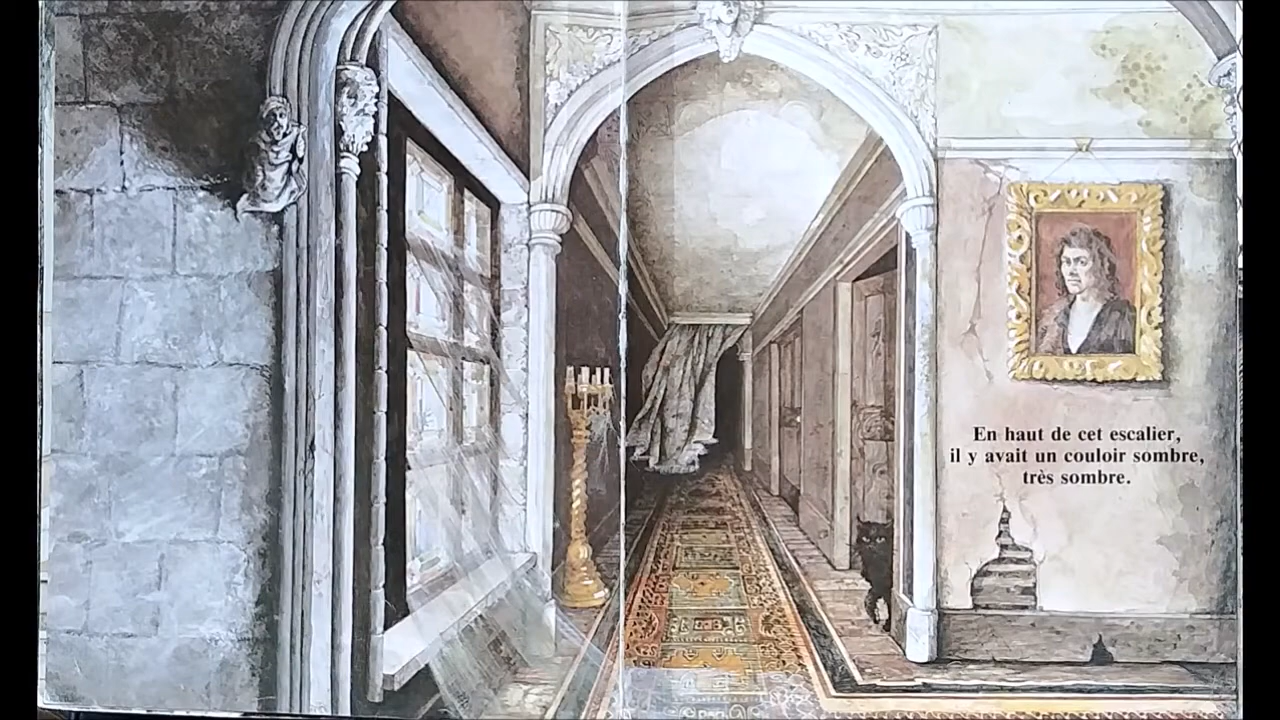 En haut de cet escalier,
il y avait un couloir sombre,
très sombre.